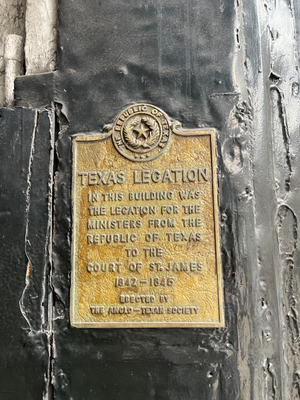 THE REPUBLIC OF TEXAS
TEXAS LEGATION
IN THIS BUILDING WAS
THE LEGATION FOR THE
MINISTERS FROM THE
REPUBLIC OF TEXAS
TO THE
COURT OF ST. JAMES
1842-1845
ERECTED BY
THE ANGLO-TEXAN SOCIETY